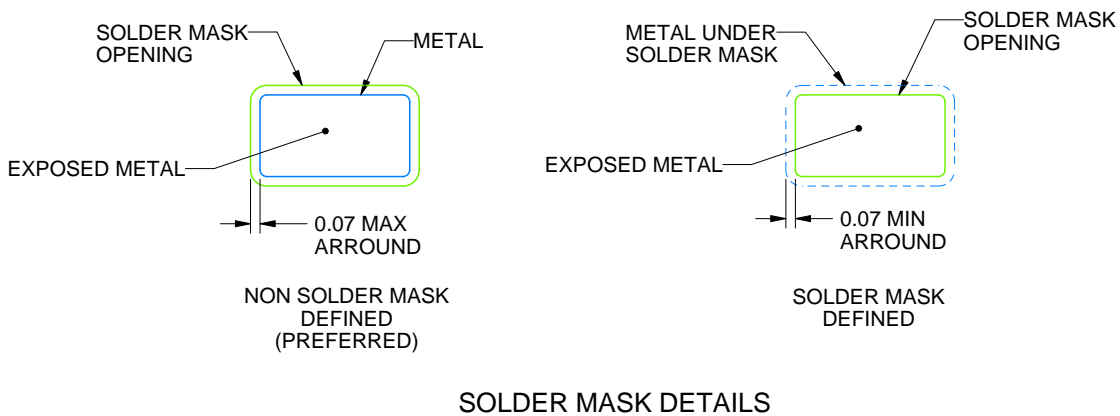 SOLDER MASK
OPENING
METAL
EXPOSED METAL
0.07 MAX
ARROUND
NON SOLDER MASK
DEFINED
(PREFERRED)
METAL UNDER
SOLDER MASK
SOLDER MASK
OPENING
EXPOSED METAL
0.07 MIN
ARROUND
SOLDER MASK
DEFINED
SOLDER MASK DETAILS